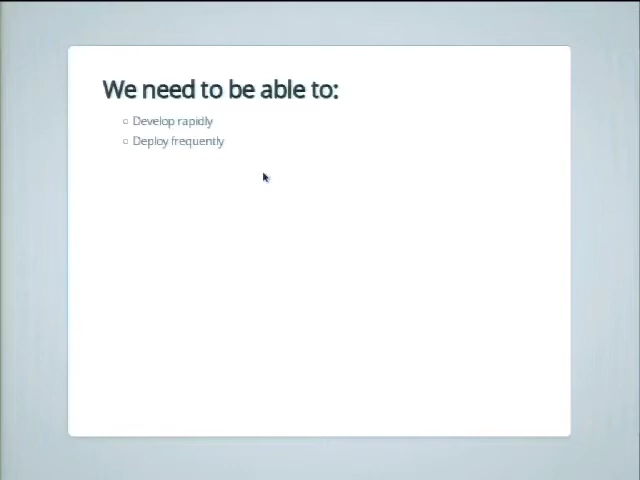 We need to be able to:
Develop rapidly
Deploy frequently